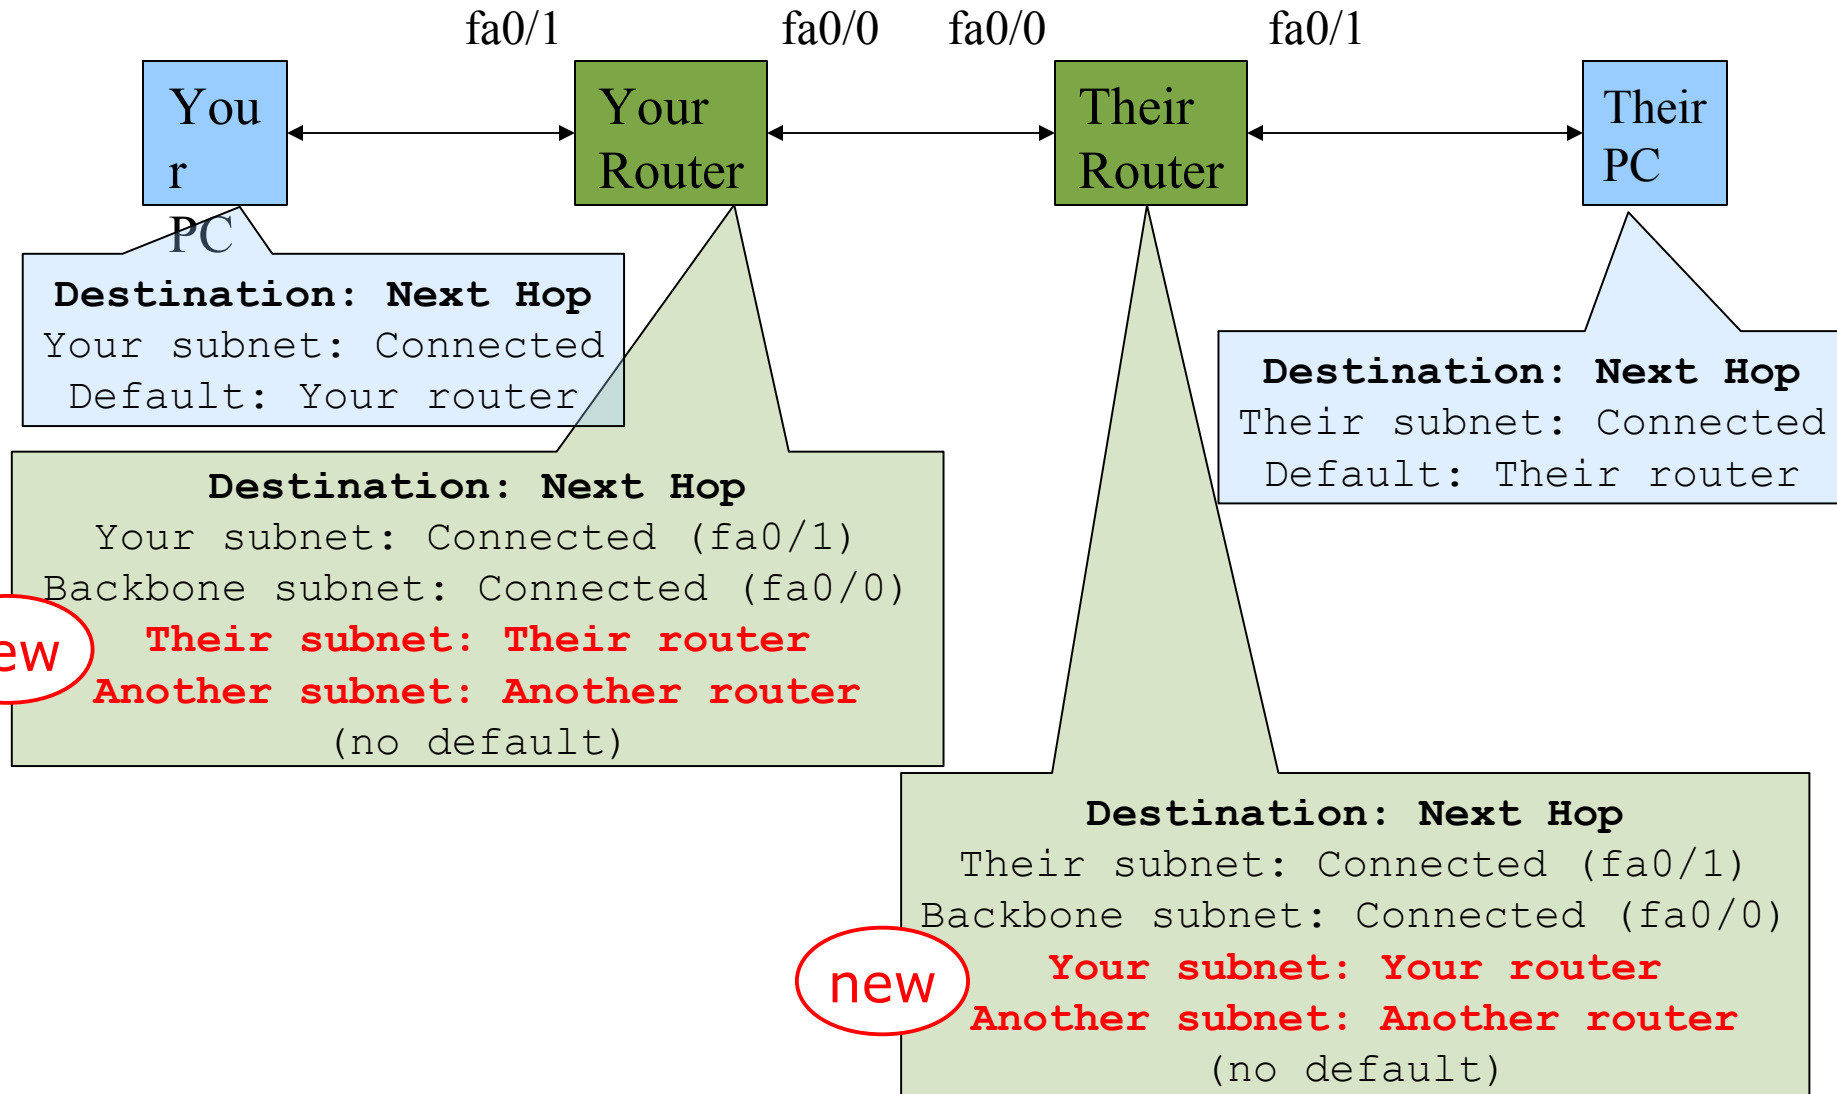 fa0/1 fa0/0 fa0/0 fa0/1
You
r
PC
Your
Router
Their
Router
Their
PC
Destination: Next Hop
Your subnet: Connected
Default: Your router
Destination: Next Hop
Their subnet: Connected
Default: Their router
Destination: Next Hop
Your subnet: Connected (fa0/1)
Backbone subnet: Connected (fa0/0)
Their subnet: Their router
Another subnet: Another router
(no default)
ew
Destination: Next Hop
Their subnet: Connected (fa0/1)
Backbone subnet: Connected (fa0/0)
Your subnet: Your router
Another subnet: Another router
(no default)
new